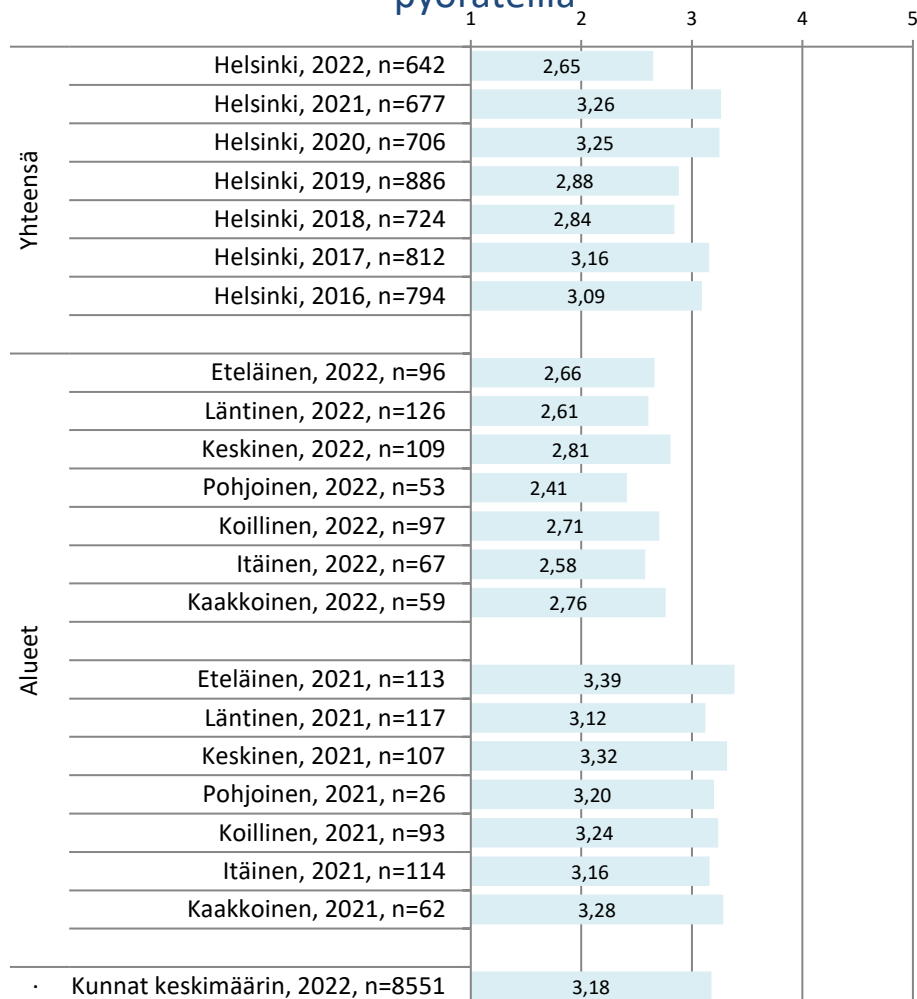 pyöräteillä
1 2 3 4 5
Yhteensä
Helsinki, 2022, n=642 2,65
Helsinki, 2021, n=677 3,26
Helsinki, 2020, n=706 3,25
Helsinki, 2019, n=886 2,88
Helsinki, 2018, n=724 2,84
Helsinki, 2017, n=812 3,16
Helsinki, 2016, n=794 3,09
Alueet
Eteläinen, 2022, n=96 2,66
Läntinen, 2022, n=126 2,61
Keskinen, 2022, n=109 2,81
Pohjoinen, 2022, n=53 2,41
Koillinen, 2022, n=97 2,71
Itäinen, 2022, n=67 2,58
Kaakkoinen, 2022, n=59 2,76
Eteläinen, 2021, n=113 3,39
Läntinen, 2021, n=117 3,12
Keskinen, 2021, n=107 3,32
Pohjoinen, 2021, n=26 3,20
Koillinen, 2021, n=93 3,24
Itäinen, 2021, n=114 3,16
Kaakkoinen, 2021, n=62 3,28
. Kunnat keskimäärin, 2022, n=8551 3,18